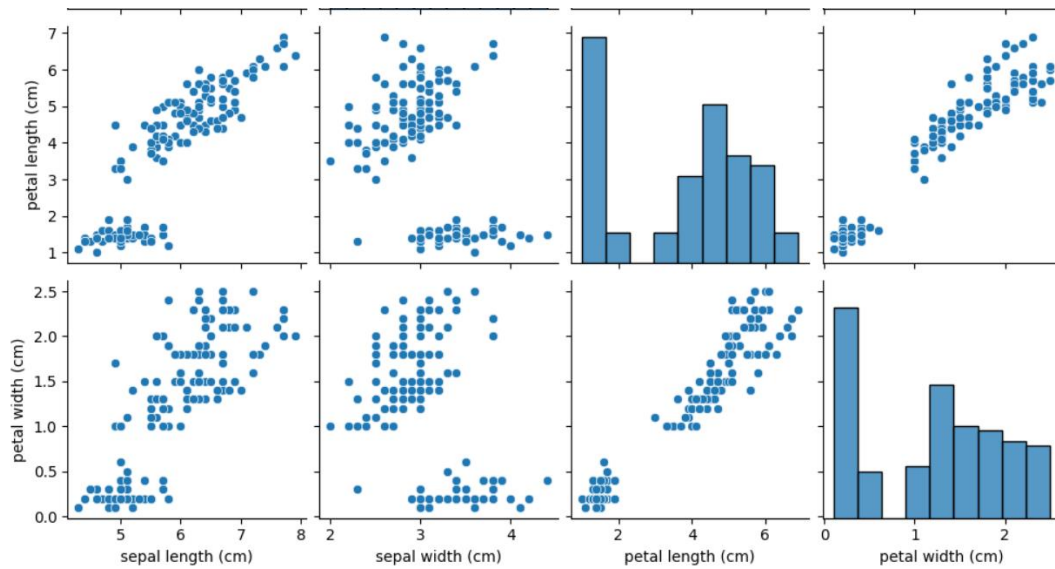 petal length (cm)
7
6
5
4
3
2
1
petal width (cm)
2.5
2.0
1.5
1.0
0.5
0.0
5 6 7 8
sepal length (cm)
2 3 4
sepal width (cm)
2 4 6
petal length (cm)
0 1 2
petal width (cm)